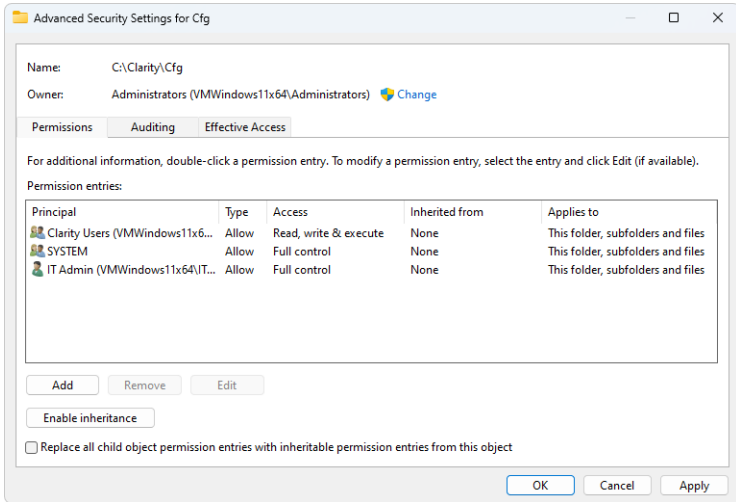 Advanced Security Settings for Cfg
Name: C:\Clarity\Cfg
Owner: Administrators (VMWindows11x64\Administrators) Change
Permissions Auditing Effective Access
For additional information, double-click a permission entry. To modify a permission entry, select the entry and click Edit (if available).
Permission entries:
Principal Type Access Inherited from Applies to
Clarity Users (VMWindows11x6... Allow Read, write & execute None This folder, subfolders and files
SYSTEM Allow Full control None This folder, subfolders and files
IT Admin (VMWindows11x64\IT... Allow Full control None This folder, subfolders and files
Add Remove Edit
Enable inheritance
Replace all child object permission entries with inheritable permission entries from this object
OK Cancel Apply